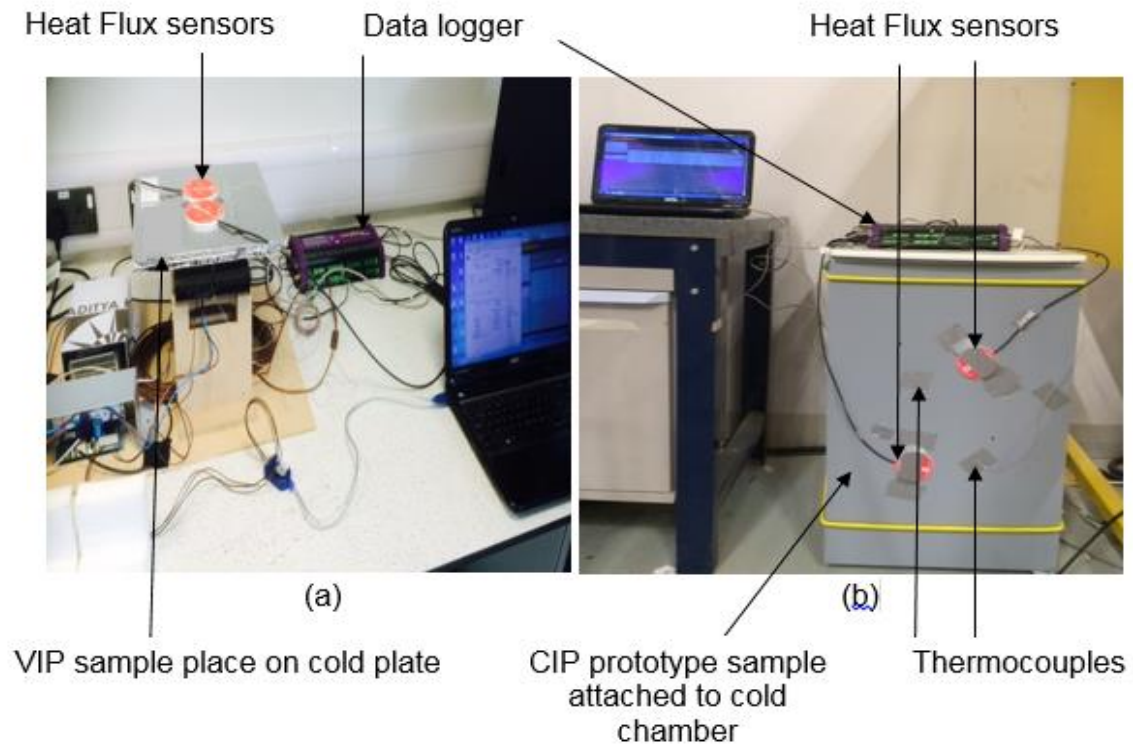 Heat Flux sensors
Data logger
Heat Flux sensors
ADITYA
(a)
(b)
VIP sample place on cold plate
CIP prototype sample
attached to cold
chamber
Thermocouples